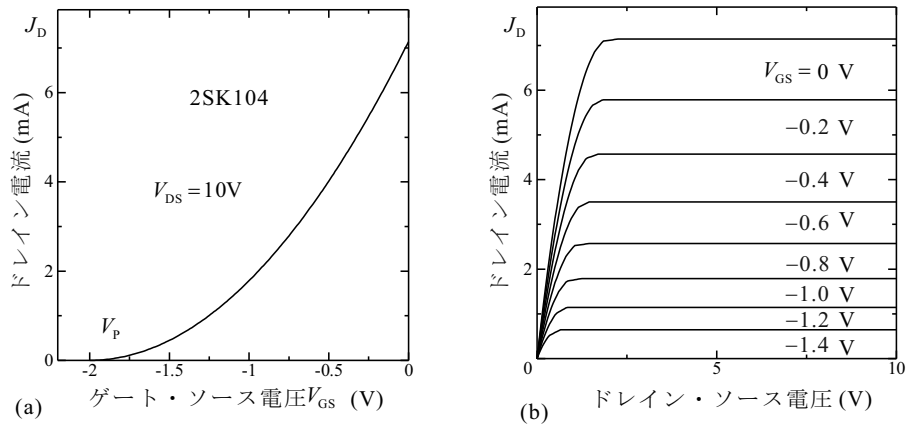 J_D
6
4
2
0
ドレイン電流 (mA)
2SK104
V_DS = 10V
V_P
-2
-1.5
-1
-0.5
0
ゲート・ソース電圧V_GS (V)
(a)
J_D
6
4
2
0
ドレイン電流 (mA)
V_GS = 0 V
−0.2 V
−0.4 V
−0.6 V
−0.8 V
−1.0 V
−1.2 V
−1.4 V
0
5
10
ドレイン・ソース電圧 (V)
(b)